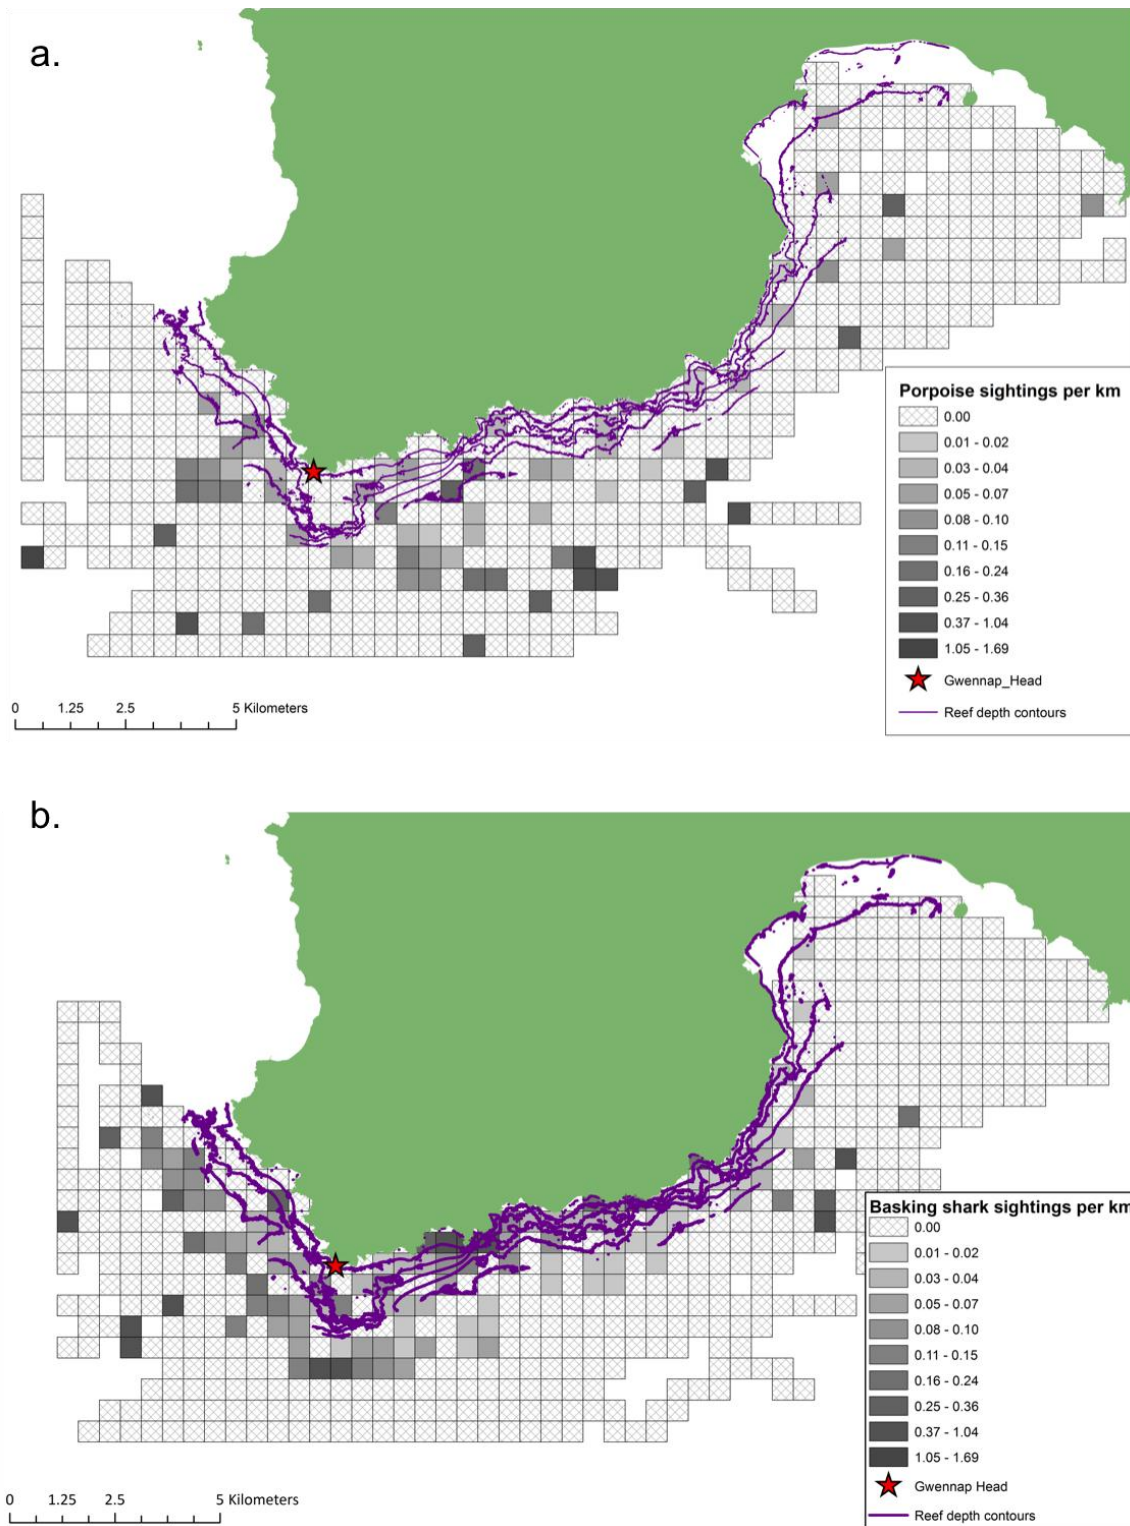 a.
Porpoise sightings per km
0.00
0.01 - 0.02
0.03 - 0.04
0.05 - 0.07
0.08 - 0.10
0.11 - 0.15
0.16 - 0.24
0.25 - 0.36
0.37 - 1.04
1.05 - 1.69
Gwennap_Head
Reef depth contours
0 1.25 2.5 5 Kilometers
b.
Basking shark sightings per km
0.00
0.01 - 0.02
0.03 - 0.04
0.05 - 0.07
0.08 - 0.10
0.11 - 0.15
0.16 - 0.24
0.25 - 0.36
0.37 - 1.04
1.05 - 1.69
Gwennap Head
Reef depth contours
0 1.25 2.5 5 Kilometers